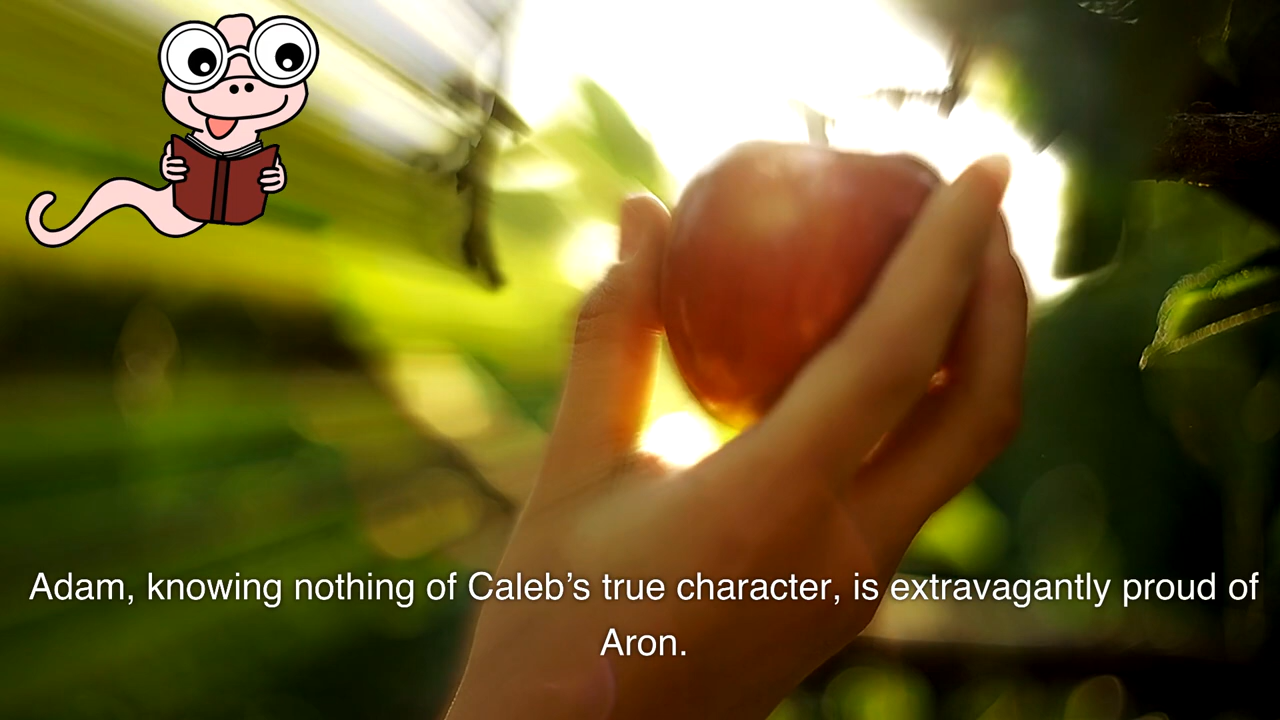 Adam, knowing nothing of Caleb’s true character, is extravagantly proud of
Aron.